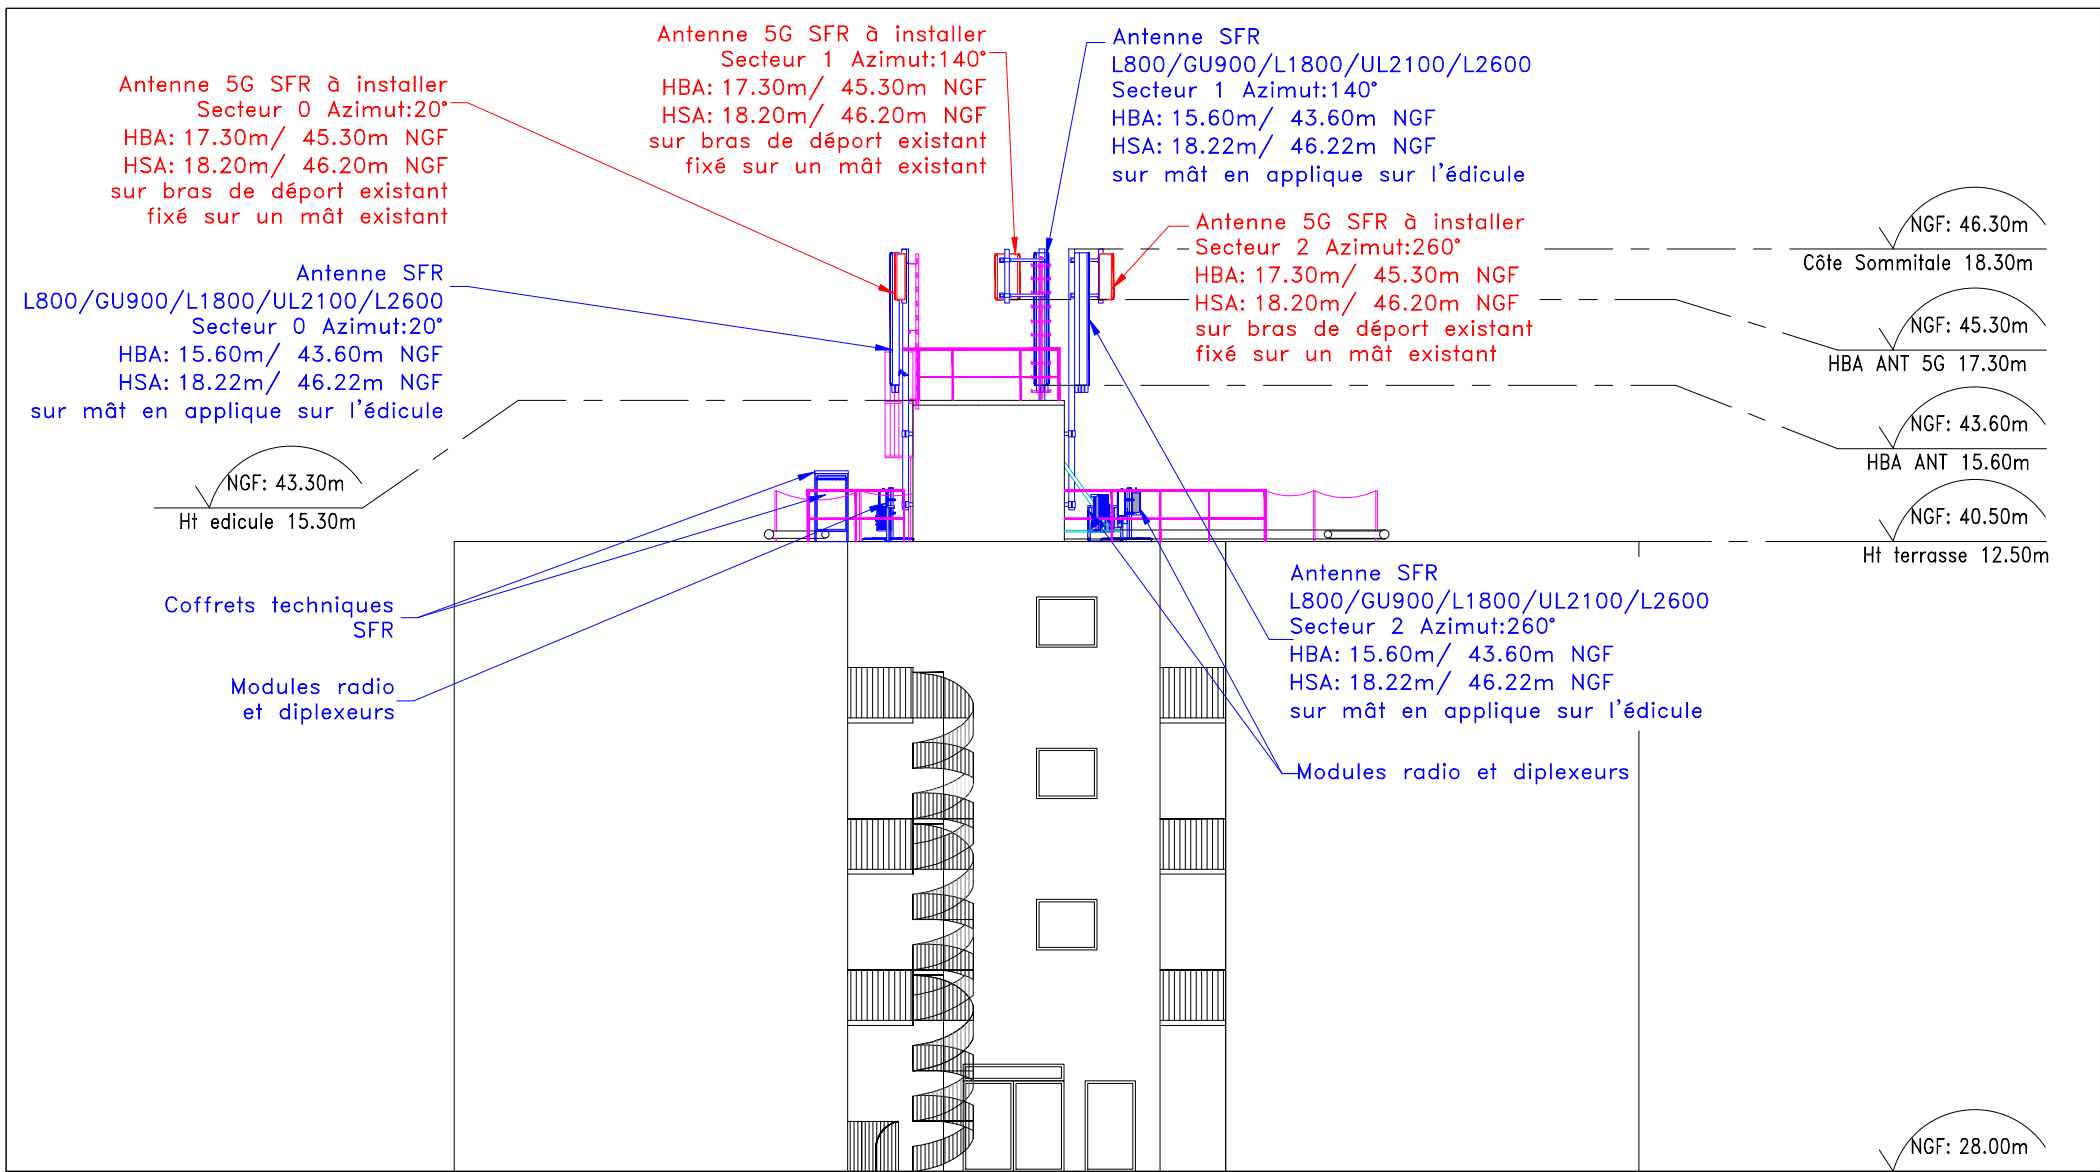 Antenne 5G SFR à installer
Secteur 0 Azimut:20°
HBA: 17.30m/ 45.30m NGF
HSA: 18.20m/ 46.20m NGF
sur bras de déport existant
fixé sur un mât existant
Antenne 5G SFR à installer
Secteur 1 Azimut:140°
HBA: 17.30m/ 45.30m NGF
HSA: 18.20m/ 46.20m NGF
sur bras de déport existant
fixé sur un mât existant
Antenne SFR
L800/GU900/L1800/UL2100/L2600
Secteur 1 Azimut:140°
HBA: 15.60m/ 43.60m NGF
HSA: 18.22m/ 46.22m NGF
sur mât en applique sur l'édicule
Antenne 5G SFR à installer
Secteur 2 Azimut:260°
HBA: 17.30m/ 45.30m NGF
HSA: 18.20m/ 46.20m NGF
sur bras de déport existant
fixé sur un mât existant
Antenne SFR
L800/GU900/L1800/UL2100/L2600
Secteur 0 Azimut:20°
HBA: 15.60m/ 43.60m NGF
HSA: 18.22m/ 46.22m NGF
sur mât en applique sur l'édicule
NGF: 46.30m
Côte Sommitale 18.30m
NGF: 45.30m
HBA ANT 5G 17.30m
NGF: 43.60m
HBA ANT 15.60m
NGF: 43.30m
Ht edicule 15.30m
NGF: 40.50m
Ht terrasse 12.50m
Coffrets techniques
SFR
Modules radio
et diplexeurs
Antenne SFR
L800/GU900/L1800/UL2100/L2600
Secteur 2 Azimut:260°
HBA: 15.60m/ 43.60m NGF
HSA: 18.22m/ 46.22m NGF
sur mât en applique sur l'édicule
Modules radio et diplexeurs
NGF: 28.00m